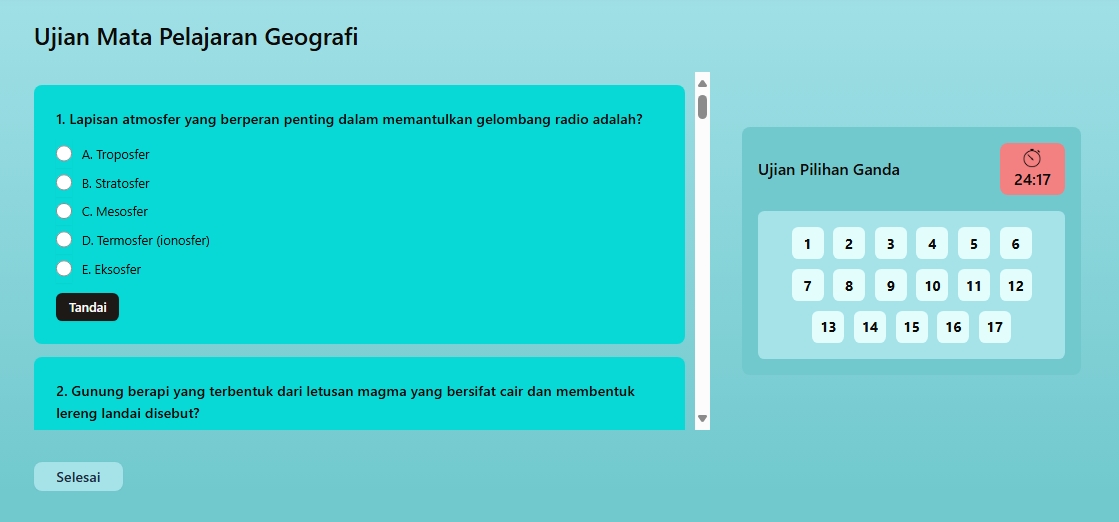 Ujian Mata Pelajaran Geografi
1. Lapisan atmosfer yang berperan penting dalam memantulkan gelombang radio adalah?
A. Troposfer
B. Stratosfer
C. Mesosfer
D. Termosfer (ionosfer)
E. Eksosfer
Tandai
2. Gunung berapi yang terbentuk dari letusan magma yang bersifat cair dan membentuk
lereng landai disebut?
Selesai
Ujian Pilihan Ganda
24:17
1 2 3 4 5 6
7 8 9 10 11 12
13 14 15 16 17